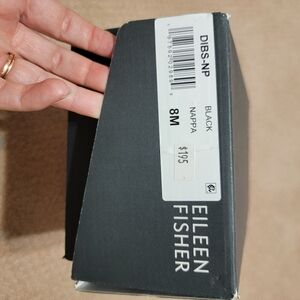 DIBS-NP
BLACK
NAPPA
8M
$195
EILEEN
FISHER